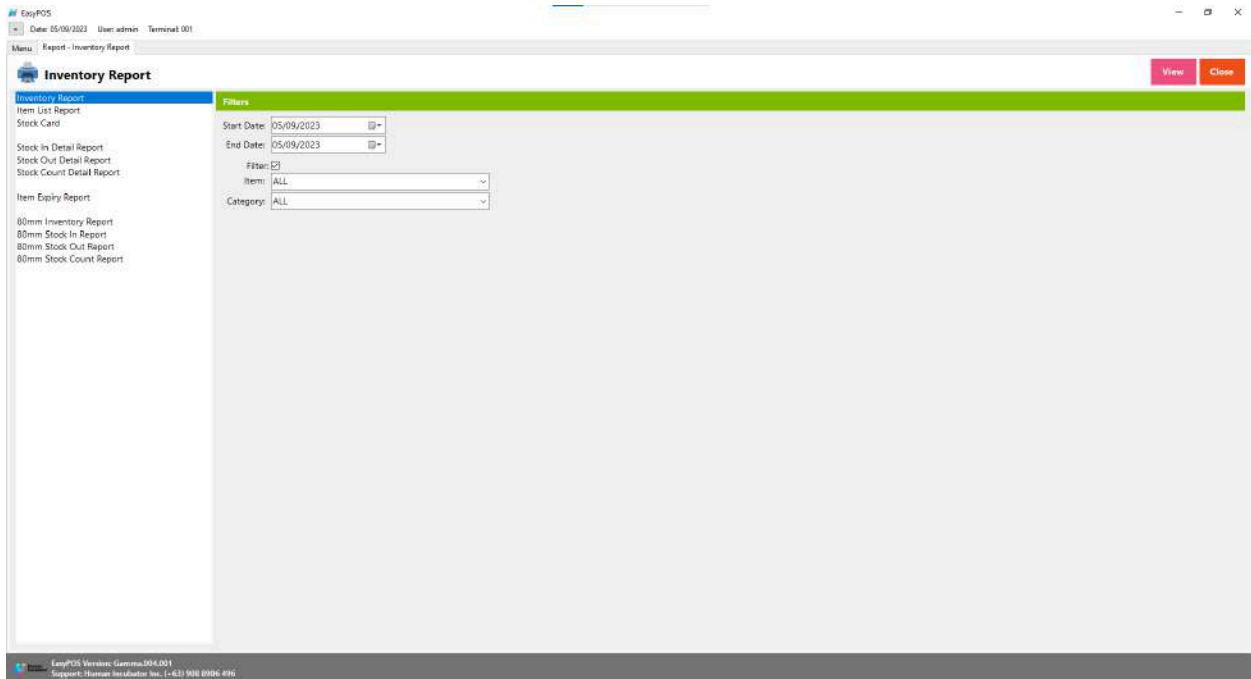 EasyPOS
Date: 05/09/2023 User: admin Terminal: 001
Menu Report - Inventory Report
Inventory Report
View Close
Inventory Report
Item List Report
Stock Card
Stock In Detail Report
Stock Out Detail Report
Stock Count Detail Report
Item Expiry Report
80mm Inventory Report
80mm Stock In Report
80mm Stock Out Report
80mm Stock Count Report
Filters
Start Date: 05/09/2023
End Date: 05/09/2023
Filter:
Item: ALL
Category: ALL
EasyPOS Version: Gamma.004.001
Support: Human Incubator Inc. (+63) 908 8906 496